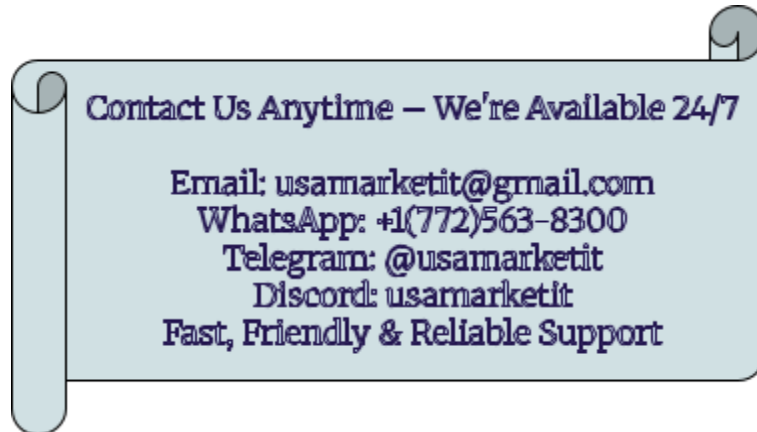 Contact Us Anytime – We're Available 24/7
Email: usamarketit@gmail.com
WhatsApp: +1(772)563-8300
Telegram: @usamarketit
Discord: usamarketit
Fast, Friendly & Reliable Support